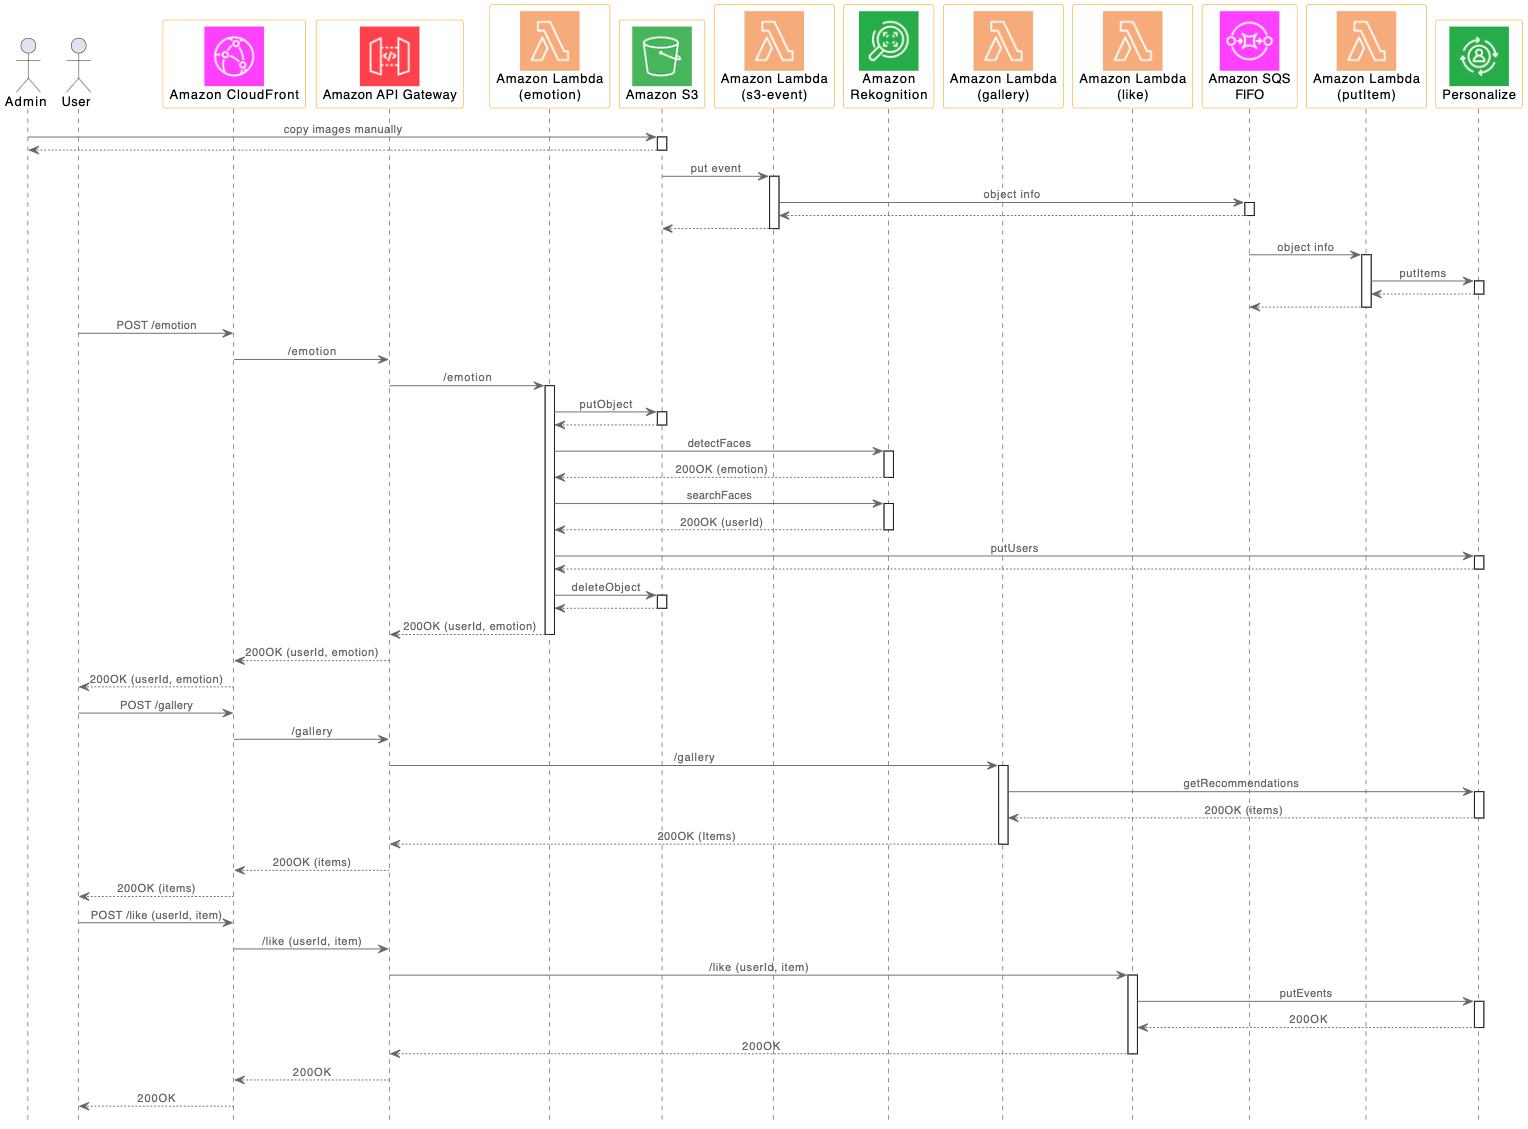 Admin
User
Amazon CloudFront
Amazon API Gateway
Amazon Lambda
(emotion)
Amazon S3
Amazon Lambda
(s3-event)
Amazon
Rekognition
Amazon Lambda
(gallery)
Amazon Lambda
(like)
Amazon SQS
FIFO
Amazon Lambda
(putItem)
Personalize
copy images manually
put event
object info
object info
putItems
POST /emotion
/emotion
/emotion
putObject
detectFaces
200OK (emotion)
searchFaces
200OK (userId)
putUsers
deleteObject
200OK (userId, emotion)
200OK (userId, emotion)
200OK (userId, emotion)
POST /gallery
/gallery
/gallery
getRecommendations
200OK (items)
200OK (Items)
200OK (items)
200OK (items)
POST /like (userId, item)
/like (userId, item)
/like (userId, item)
putEvents
200OK
200OK
200OK
200OK